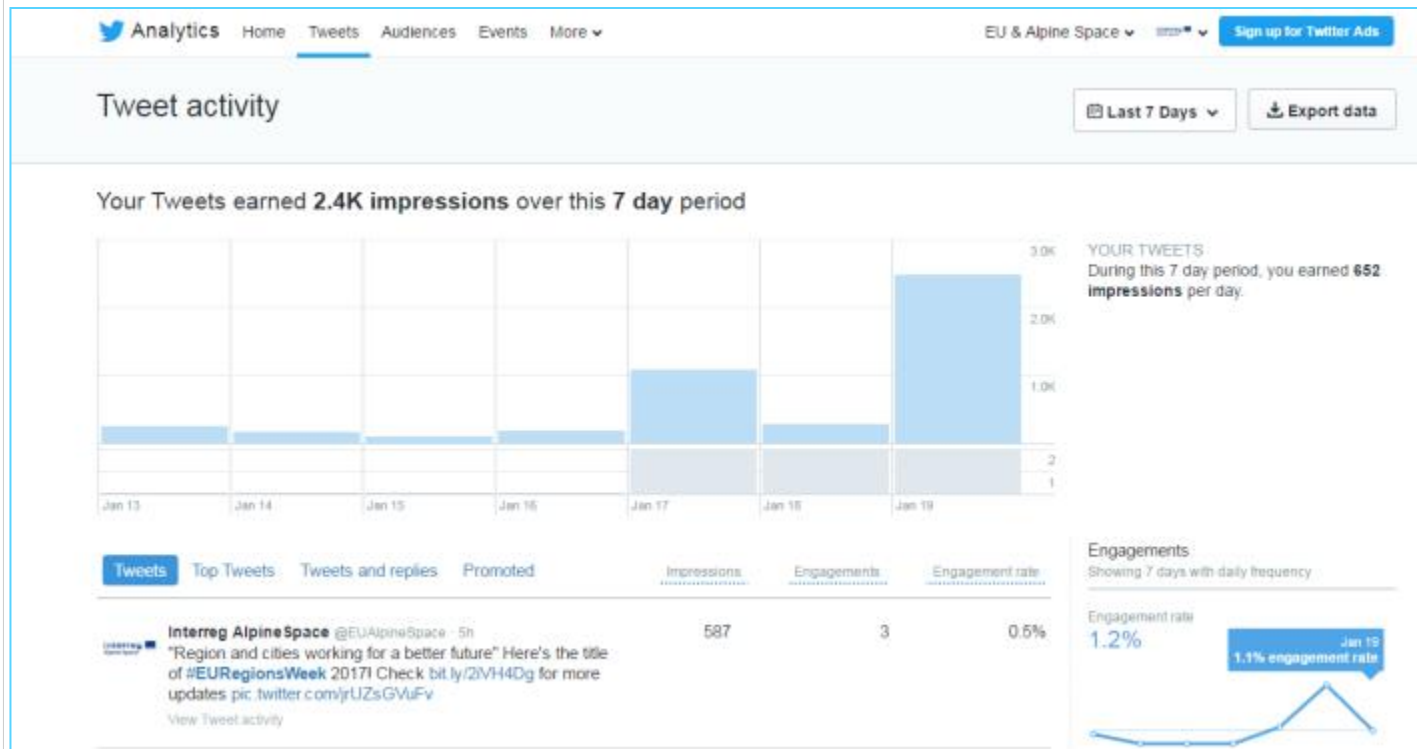 Analytics Home Tweets Audiences Events More
EU & Alpine Space
Sign up for Twitter Ads
Tweet activity
Last 7 Days
Export data
Your Tweets earned 2.4K impressions over this 7 day period
3.0K
2.0K
1.0K
2
1
Jan 13 Jan 14 Jan 15 Jan 16 Jan 17 Jan 18 Jan 19
YOUR TWEETS
During this 7 day period, you earned 652
impressions per day.
Tweets Top Tweets Tweets and replies Promoted Impressions Engagements Engagement rate
Interreg AlpineSpace @EUAlpineSpace · 5h
"Region and cities working for a better future" Here's the title
of #EURegionsWeek 2017! Check bit.ly/2iVH4Dg for more
updates pic.twitter.com/jrUZsGVuFv
View Tweet activity
587 3 0.5%
Engagements
Showing 7 days with daily frequency
Engagement rate
1.2%
Jan 19
1.1% engagement rate